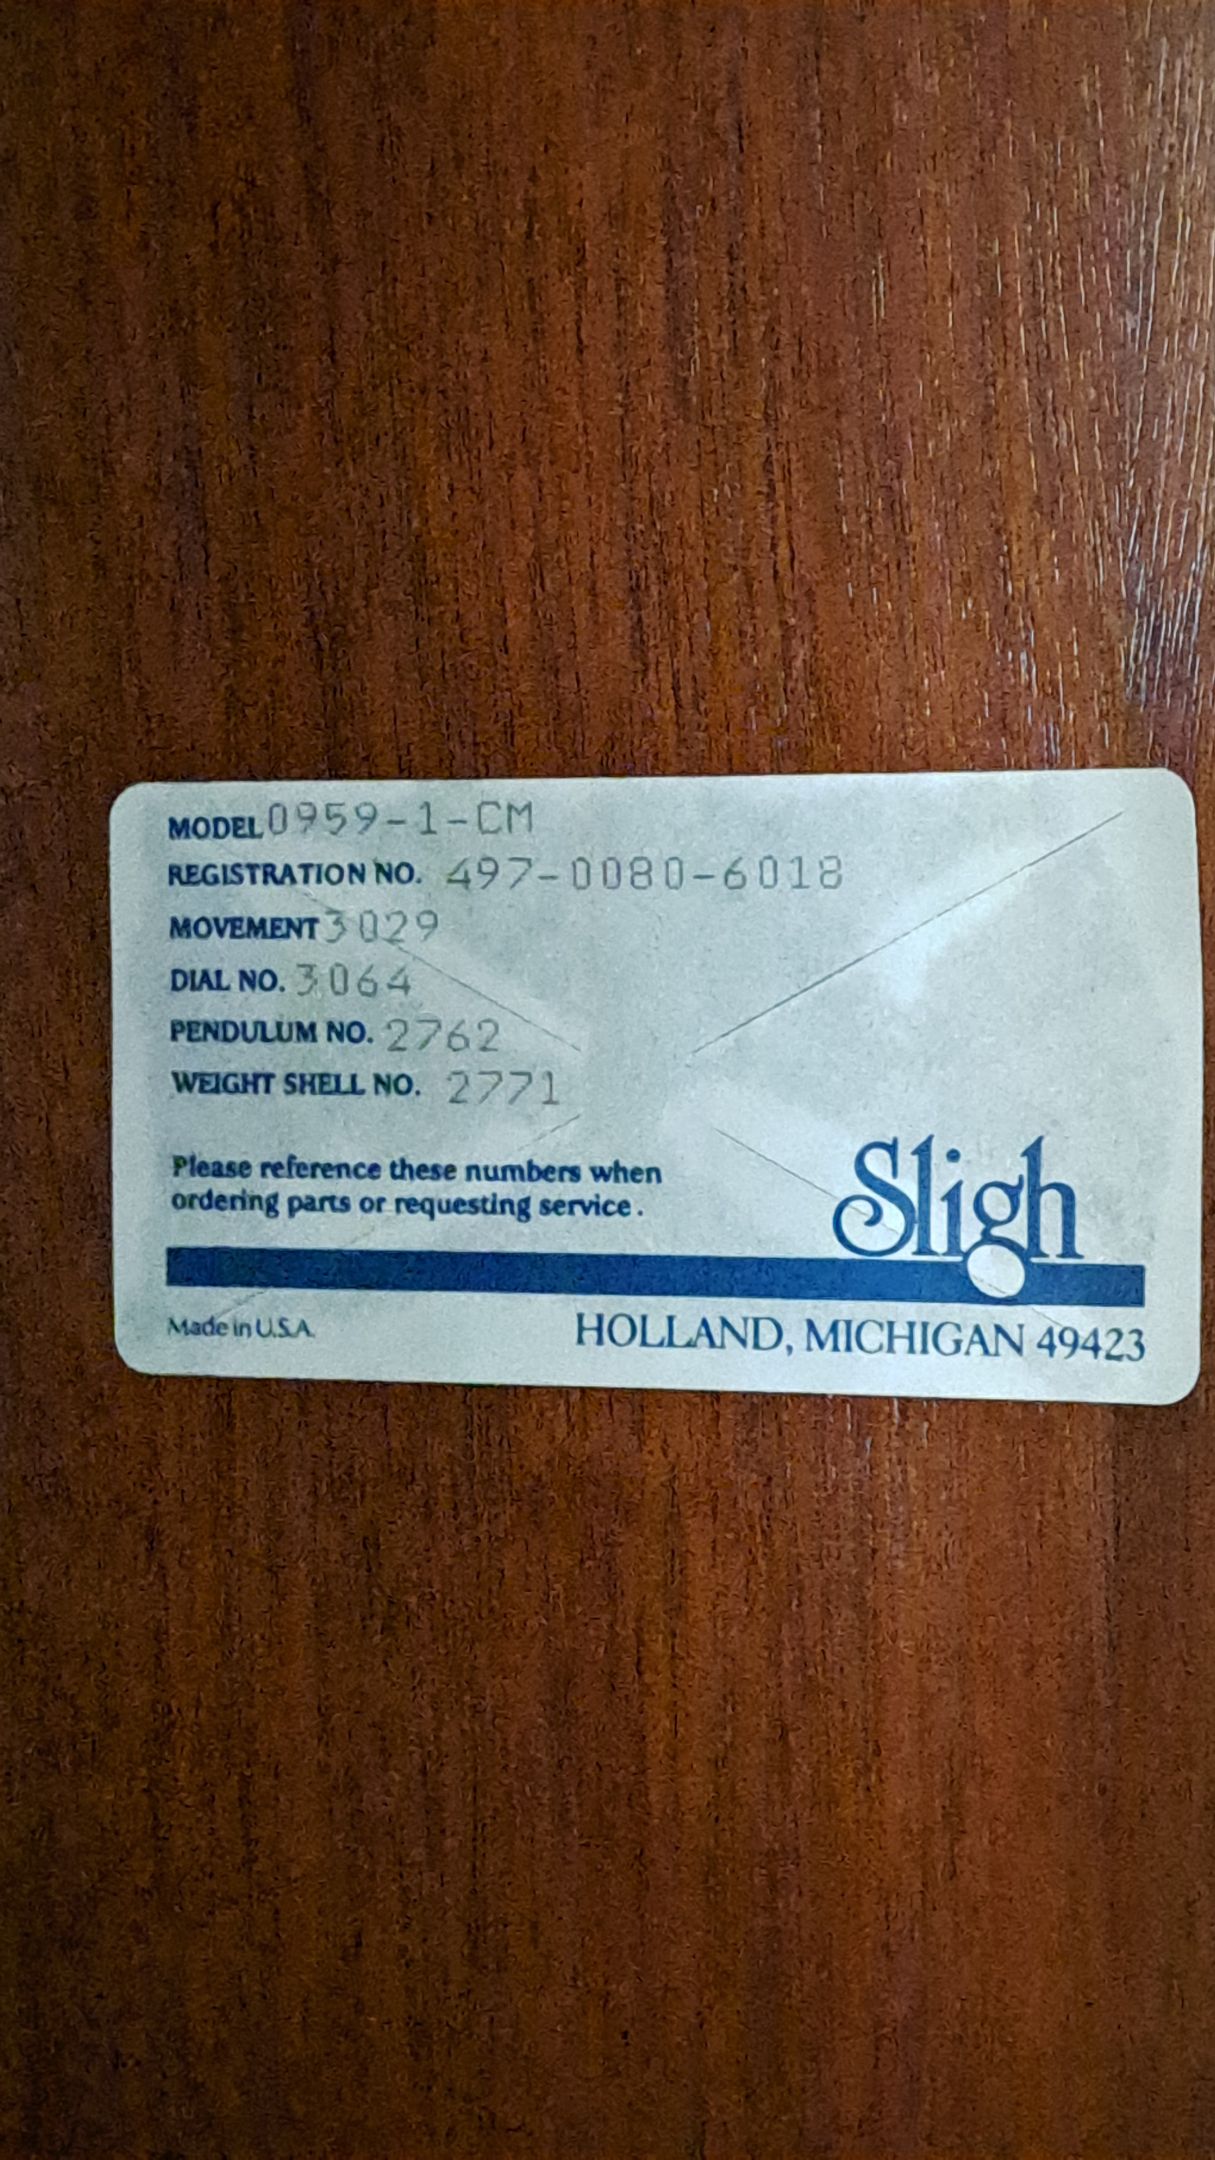 MODEL 0959-1-CM
REGISTRATION NO. 497-0080-6018
MOVEMENT 3029
DIAL NO. 3064
PENDULUM NO. 2762
WEIGHT SHELL NO. 2771
Please reference these numbers when
ordering parts or requesting service.
Sligh
Made in U.S.A.
HOLLAND, MICHIGAN 49423